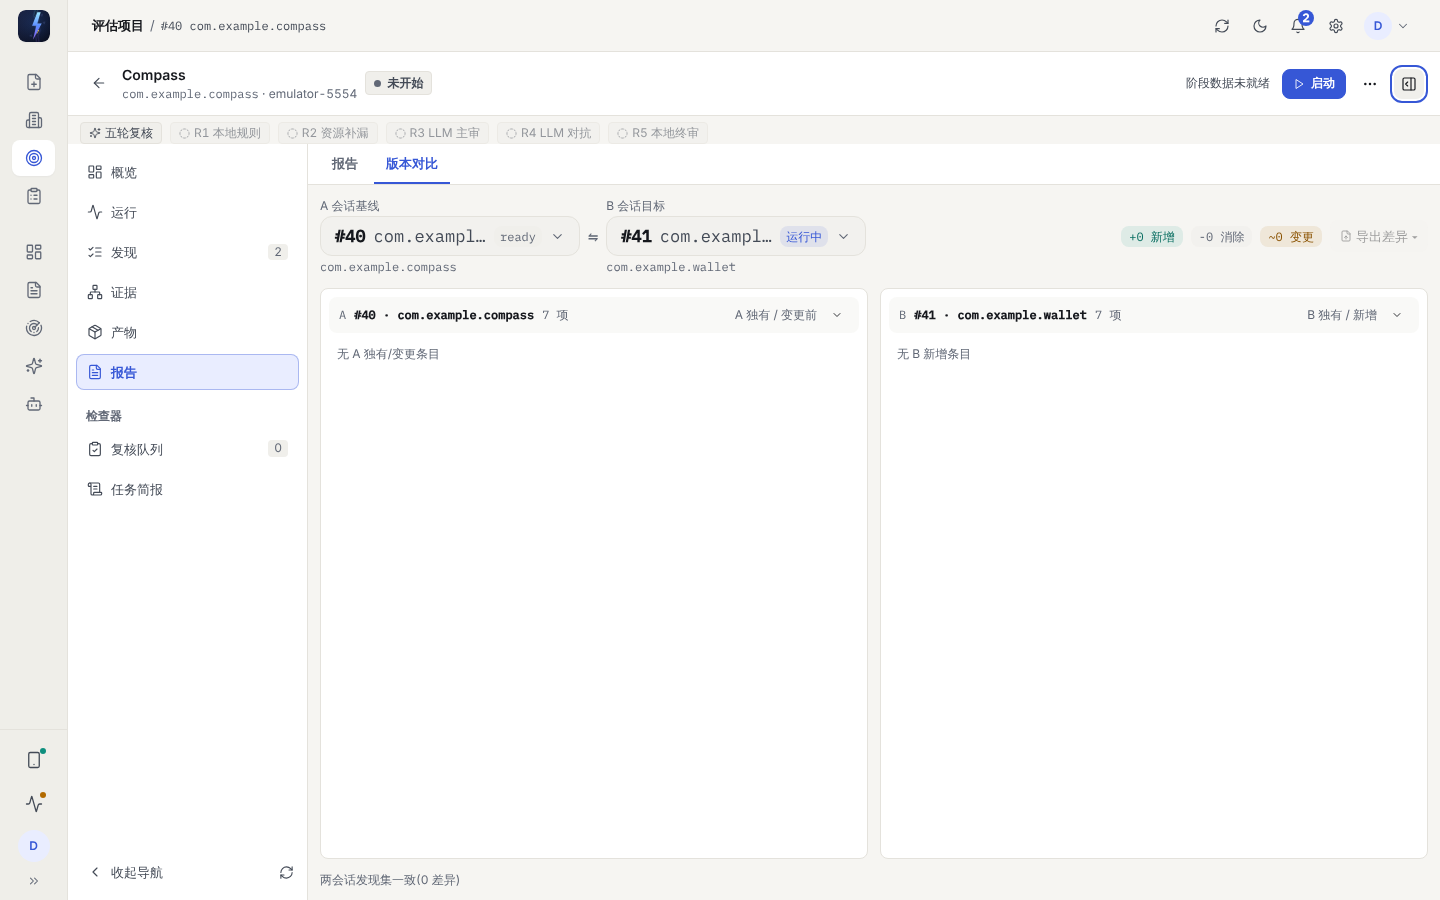 评估项目 / #40 com.example.compass
2
D
Compass
com.example.compass · emulator-5554
未开始
阶段数据未就绪
启动
五轮复核
R1 本地规则
R2 资源补漏
R3 LLM 主审
R4 LLM 对抗
R5 本地终审
概览
运行
发现 2
证据
产物
报告
检查器
复核队列 0
任务简报
收起导航
D
报告
版本对比
A 会话基线
#40 com.exampl… ready
com.example.compass
⇋
B 会话目标
#41 com.exampl… 运行中
com.example.wallet
+0 新增
-0 消除
~0 变更
导出差异
A #40 · com.example.compass 7 项 A 独有 / 变更前
无 A 独有/变更条目
B #41 · com.example.wallet 7 项 B 独有 / 新增
无 B 新增条目
两会话发现集一致(0 差异)